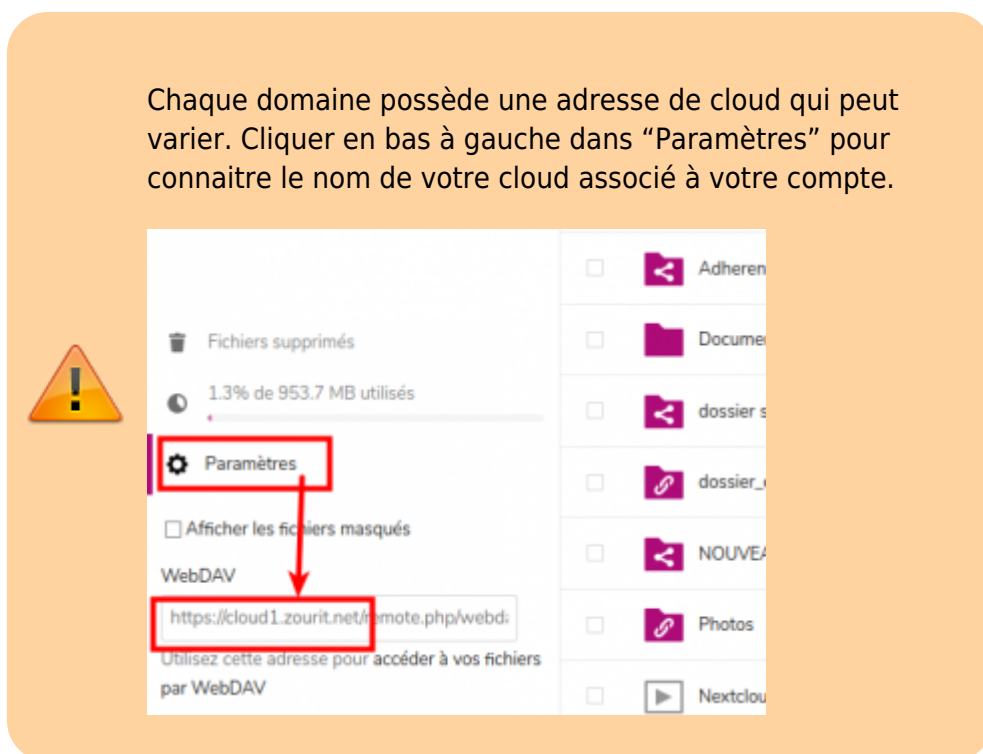 Chaque domaine possède une adresse de cloud qui peut
varier. Cliquer en bas à gauche dans “Paramètres” pour
connaitre le nom de votre cloud associé à votre compte.
Adheren
Fichiers supprimés
Docume
1.3% de 953.7 MB utilisés
dossier s
Paramètres
dossier_
Afficher les fichiers masqués
NOUVEA
WebDAV
https://cloud1.zourit.net/remote.php/webd
Photos
Utilisez cette adresse pour accéder à vos fichiers
par WebDAV
Nextclou